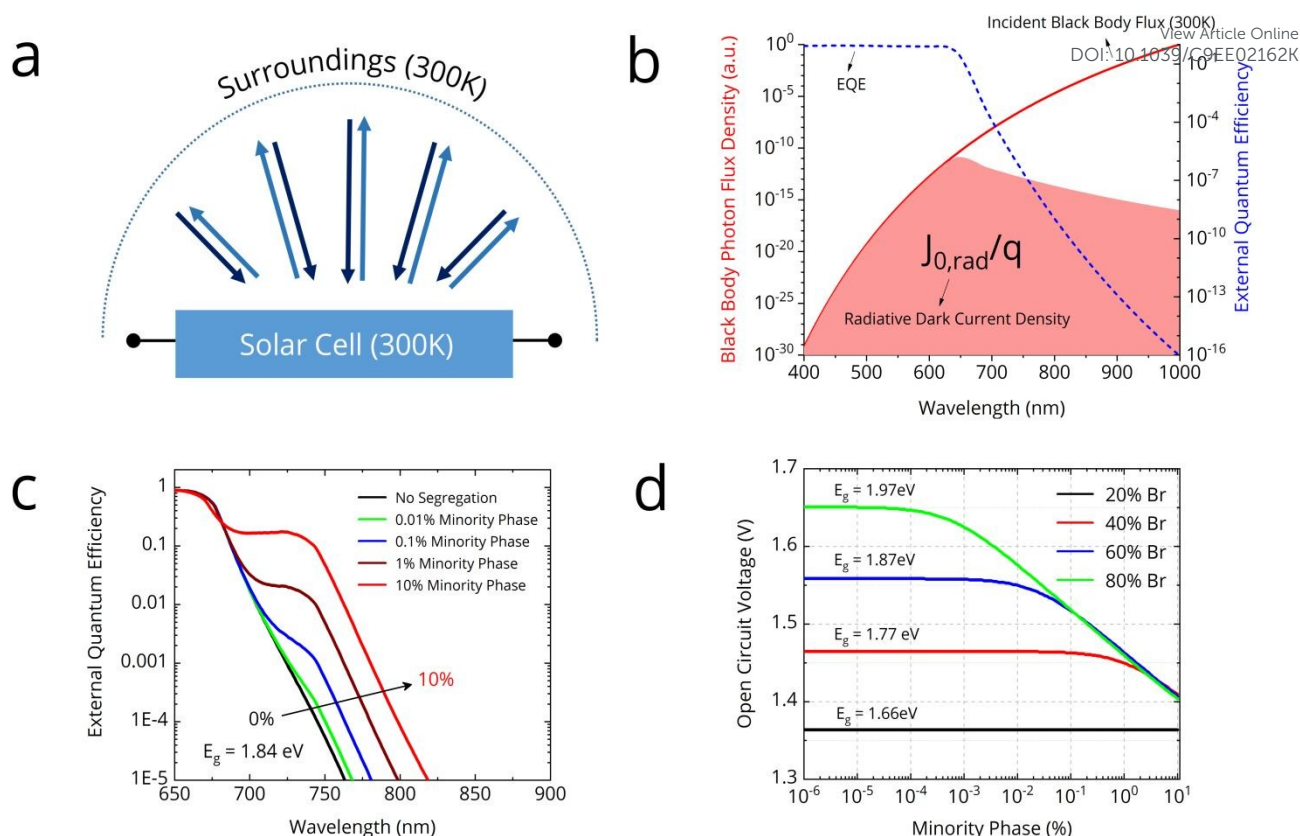 a
Surroundings (300K)
Solar Cell (300K)
b
View Article Online
DOI: 10.1039/C9EE02162K
Incident Black Body Flux (300K)
EQE
J0,rad/q
Radiative Dark Current Density
Black Body Photon Flux Density (a.u.)
10^0
10^-5
10^-10
10^-15
10^-20
10^-25
10^-30
External Quantum Efficiency
10^-1
10^-4
10^-7
10^-10
10^-13
10^-16
400 500 600 700 800 900 1000
Wavelength (nm)
c
No Segregation
0.01% Minority Phase
0.1% Minority Phase
1% Minority Phase
10% Minority Phase
0%
10%
Eg = 1.84 eV
External Quantum Efficiency
1
0.1
0.01
0.001
1E-4
1E-5
650 700 750 800 850 900
Wavelength (nm)
d
20% Br
40% Br
60% Br
80% Br
Eg = 1.97eV
Eg = 1.87eV
Eg = 1.77 eV
Eg = 1.66eV
Open Circuit Voltage (V)
1.7
1.6
1.5
1.4
1.3
10^-6 10^-5 10^-4 10^-3 10^-2 10^-1 10^0 10^1
Minority Phase (%)